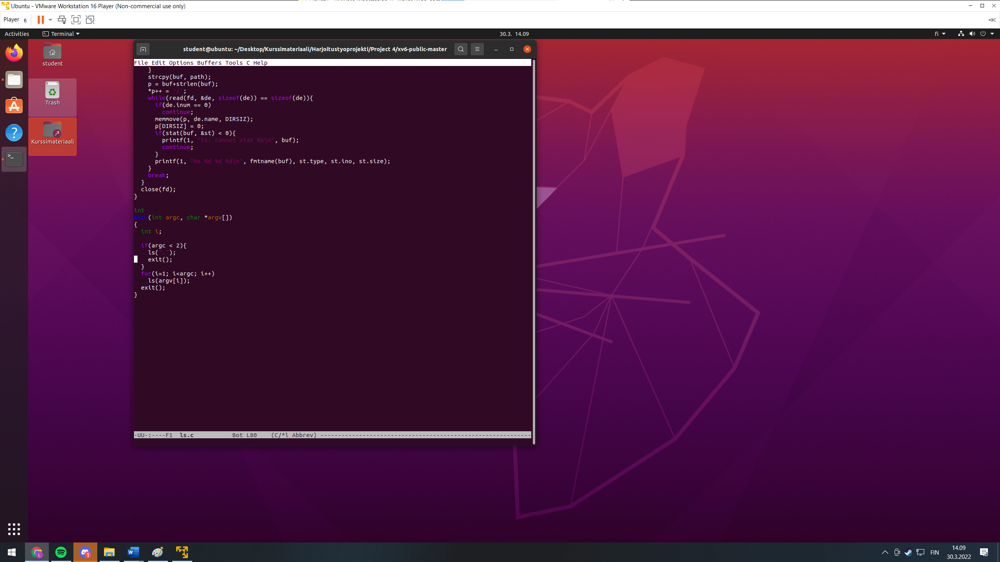 Ubuntu - VMware Workstation 16 Player (Non-commercial use only)
Player 6
Activities Terminal 30.3. 14.09 fi
student
Trash
Kurssimateriaali
student@ubuntu: ~/Desktop/Kurssimateriaali/Harjoitustyoprojekti/Project 4/xv6-public-master
File Edit Options Buffers Tools C Help
    }
    strcpy(buf, path);
    p = buf+strlen(buf);
    *p++ = '/';
    while(read(fd, &de, sizeof(de)) == sizeof(de)){
      if(de.inum == 0)
        continue;
      memmove(p, de.name, DIRSIZ);
      p[DIRSIZ] = 0;
      if(stat(buf, &st) < 0){
        printf(1, "ls: cannot stat %s\n", buf);
        continue;
      }
      printf(1, "%s %d %d %d\n", fmtname(buf), st.type, st.ino, st.size);
    }
    break;
  }
  close(fd);
}
int
main(int argc, char *argv[])
{
  int i;
  if(argc < 2){
    ls(".");
    exit();
  }
  for(i=1; i<argc; i++)
    ls(argv[i]);
  exit();
}
-UU-:----F1  ls.c           Bot L80    (C/*l Abbrev) ------------------------------------------------------------
L
1
W
FIN
14.09
30.3.2022